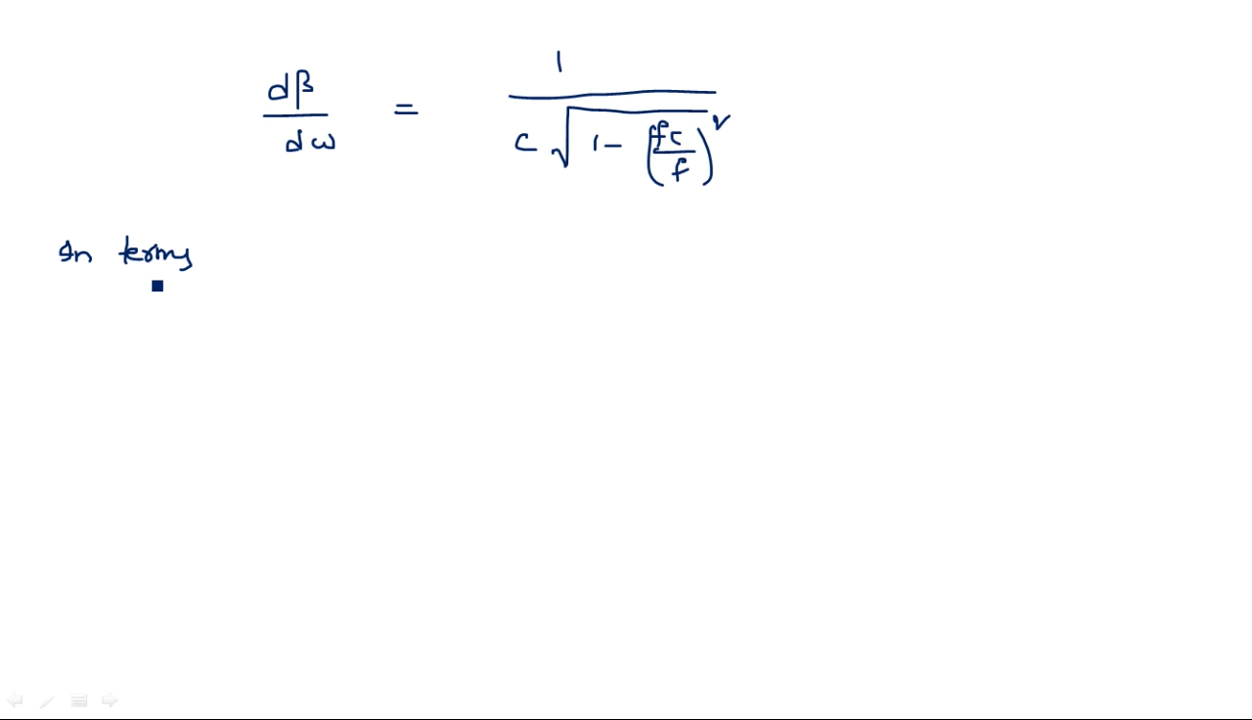 dβ/dω = 1/(c√(1-(fc/f)²))
In terms